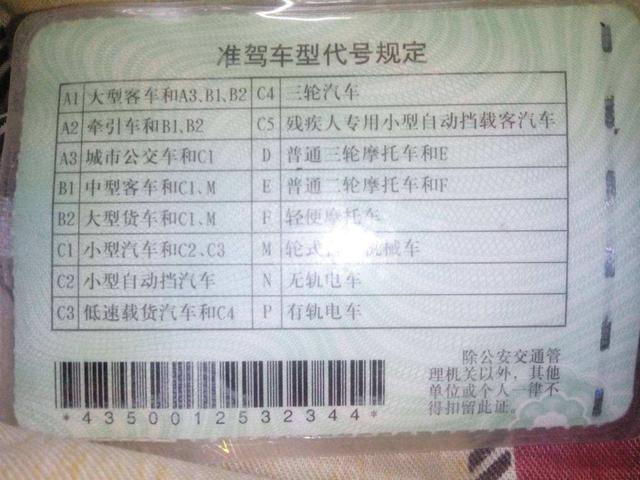 准驾车型代号规定
A1 大型客车和A3、B1、B2 C4 三轮汽车
A2 牵引车和B1、B2 C5 残疾人专用小型自动挡载客汽车
A3 城市公交车和C1 D 普通三轮摩托车和E
B1 中型客车和C1、M E 普通二轮摩托车和F
B2 大型货车和C1、M F 轻便摩托车
C1 小型汽车和C2、C3 M 轮式 机械车
C2 小型自动挡汽车 N 无轨电车
C3 低速载货汽车和C4 P 有轨电车
除公安交通管
理机关以外，其他
单位或个人一律不
得扣留此证。
*4350012532344*